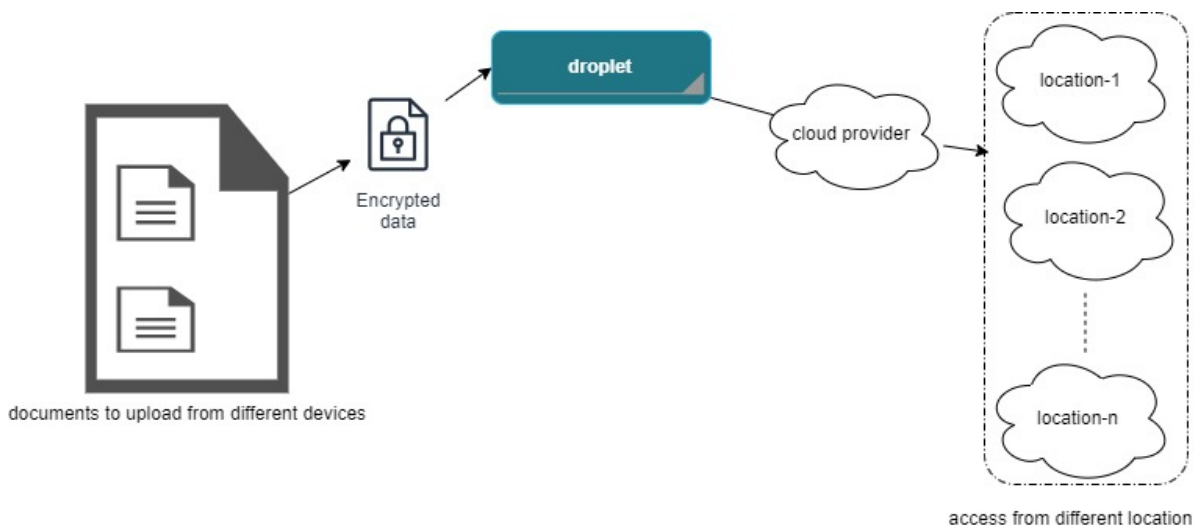 droplet
location-1
cloud provider
Encrypted
data
location-2
documents to upload from different devices
location-n
access from different location